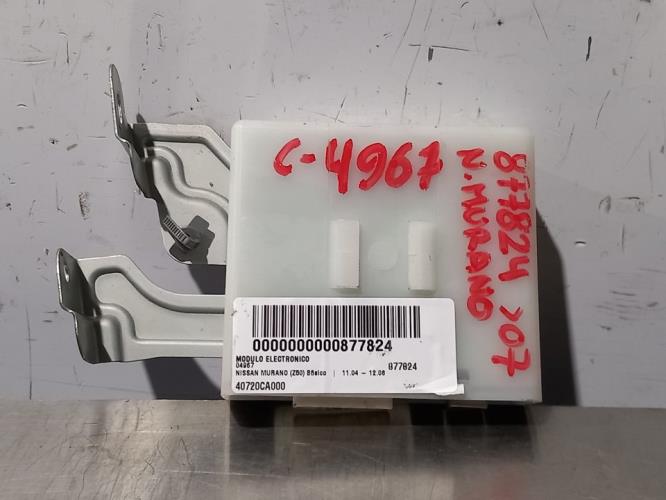 C-4967
877824 >07
N.MURANO
0000000000877824
MODULO ELECTRONICO
04967 877824
NISSAN MURANO (Z50) Básico | 11.04 - 12.08
40720CA000